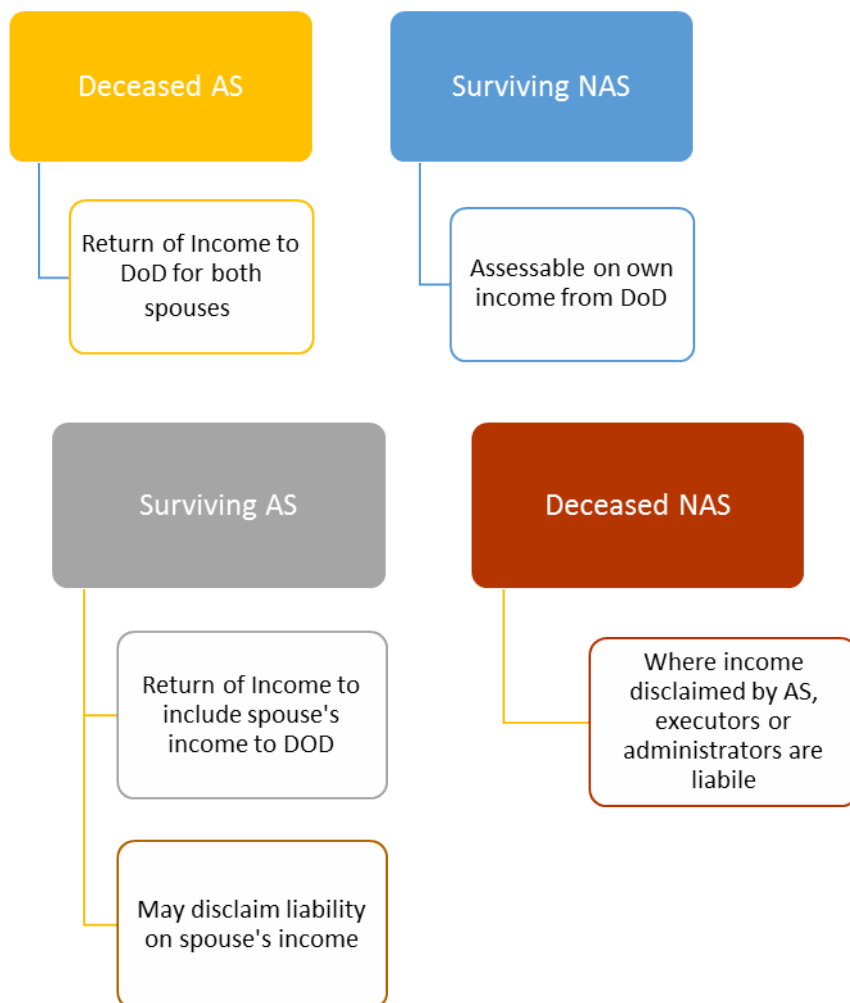 Deceased AS
Surviving NAS
Return of Income to
DoD for both
spouses
Assessable on own
income from DoD
Surviving AS
Deceased NAS
Return of Income to
include spouse's
income to DOD
Where income
disclaimed by AS,
executors or
administrators are
liabile
May disclaim liability
on spouse's income